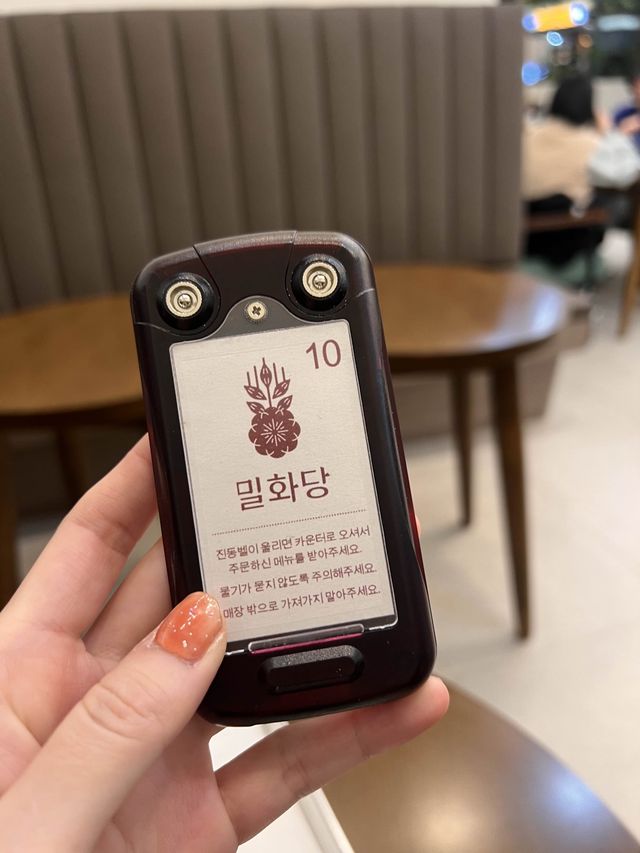 10
밀화당
진동벨이 울리면 카운터로 오셔서
주문하신 메뉴를 받아주세요.
물기가 묻지 않도록 주의해주세요.
매장 밖으로 가져가지 말아주세요.